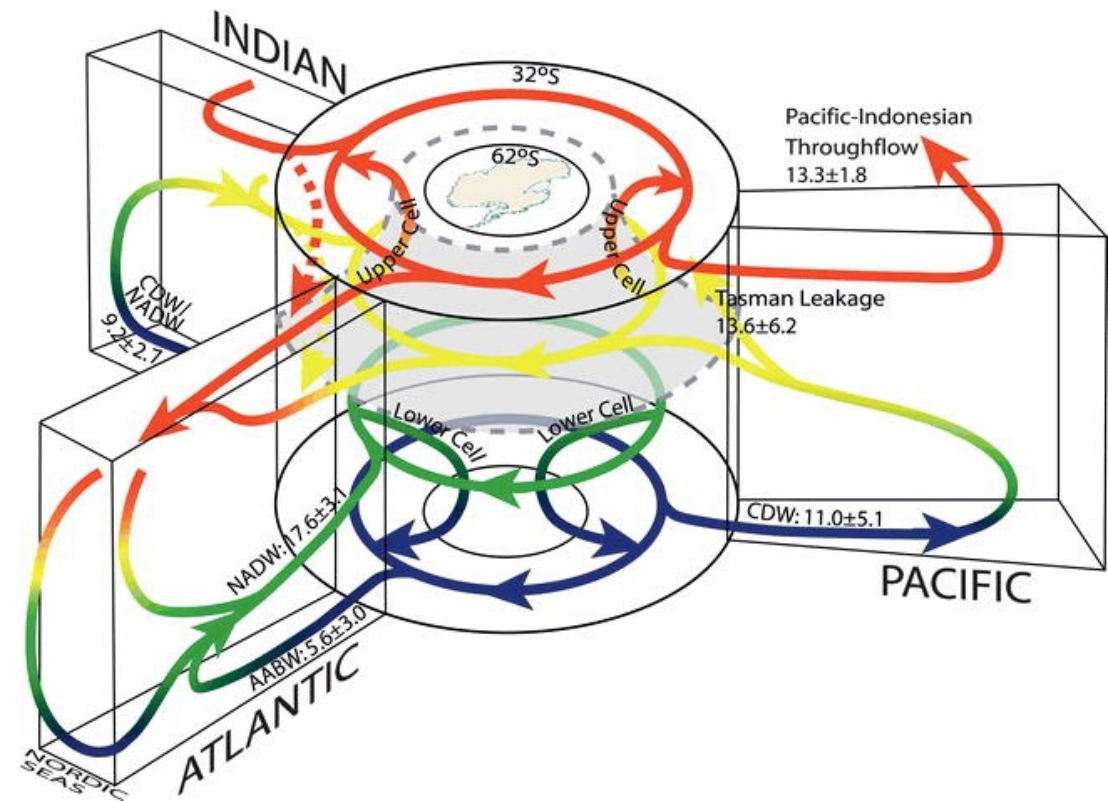 INDIAN
32ºS
62ºS
Pacific-Indonesian
Throughflow
13.3±1.8
Upper Cell
Upper Cell
Tasman Leakage
13.6±6.2
CDW/
NADW
9.2±2.7
Lower Cell
Lower Cell
NADW: 17.6±3.1
CDW: 11.0±5.1
PACIFIC
AABW: 5.6±3.0
ATLANTIC
NORDIC
SEAS